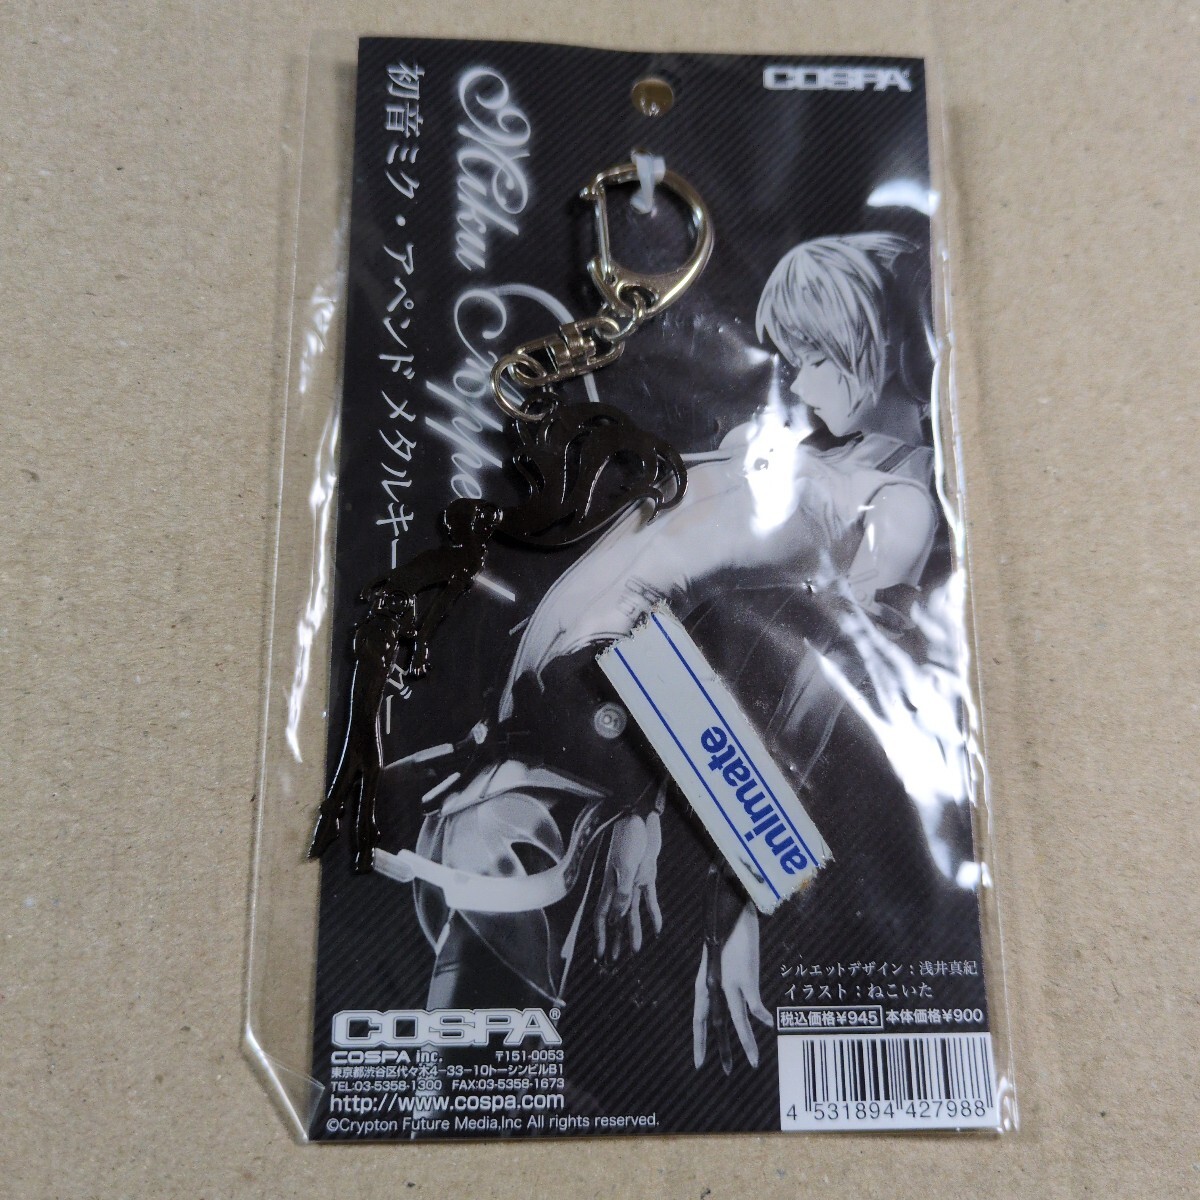 COSPA
Miku
初音ミク・アペンド メタルキー
ダー
animate
シルエットデザイン：浅井真紀
イラスト：ねこいた
税込価格¥945 本体価格¥900
COSPA®
COSPA inc. 〒151-0053
東京都渋谷区代々木4-33-10トーシンビルB1
TEL:03-5358-1300 FAX:03-5358-1673
http://www.cospa.com
©Crypton Future Media,Inc All rights reserved.
4 531894 427988